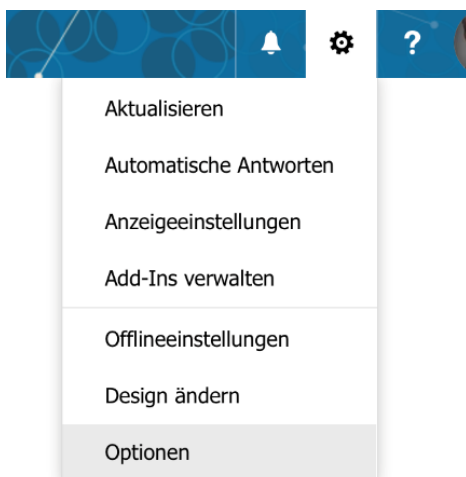 ?
Aktualisieren
Automatische Antworten
Anzeigeeinstellungen
Add-Ins verwalten
Offlineeinstellungen
Design ändern
Optionen